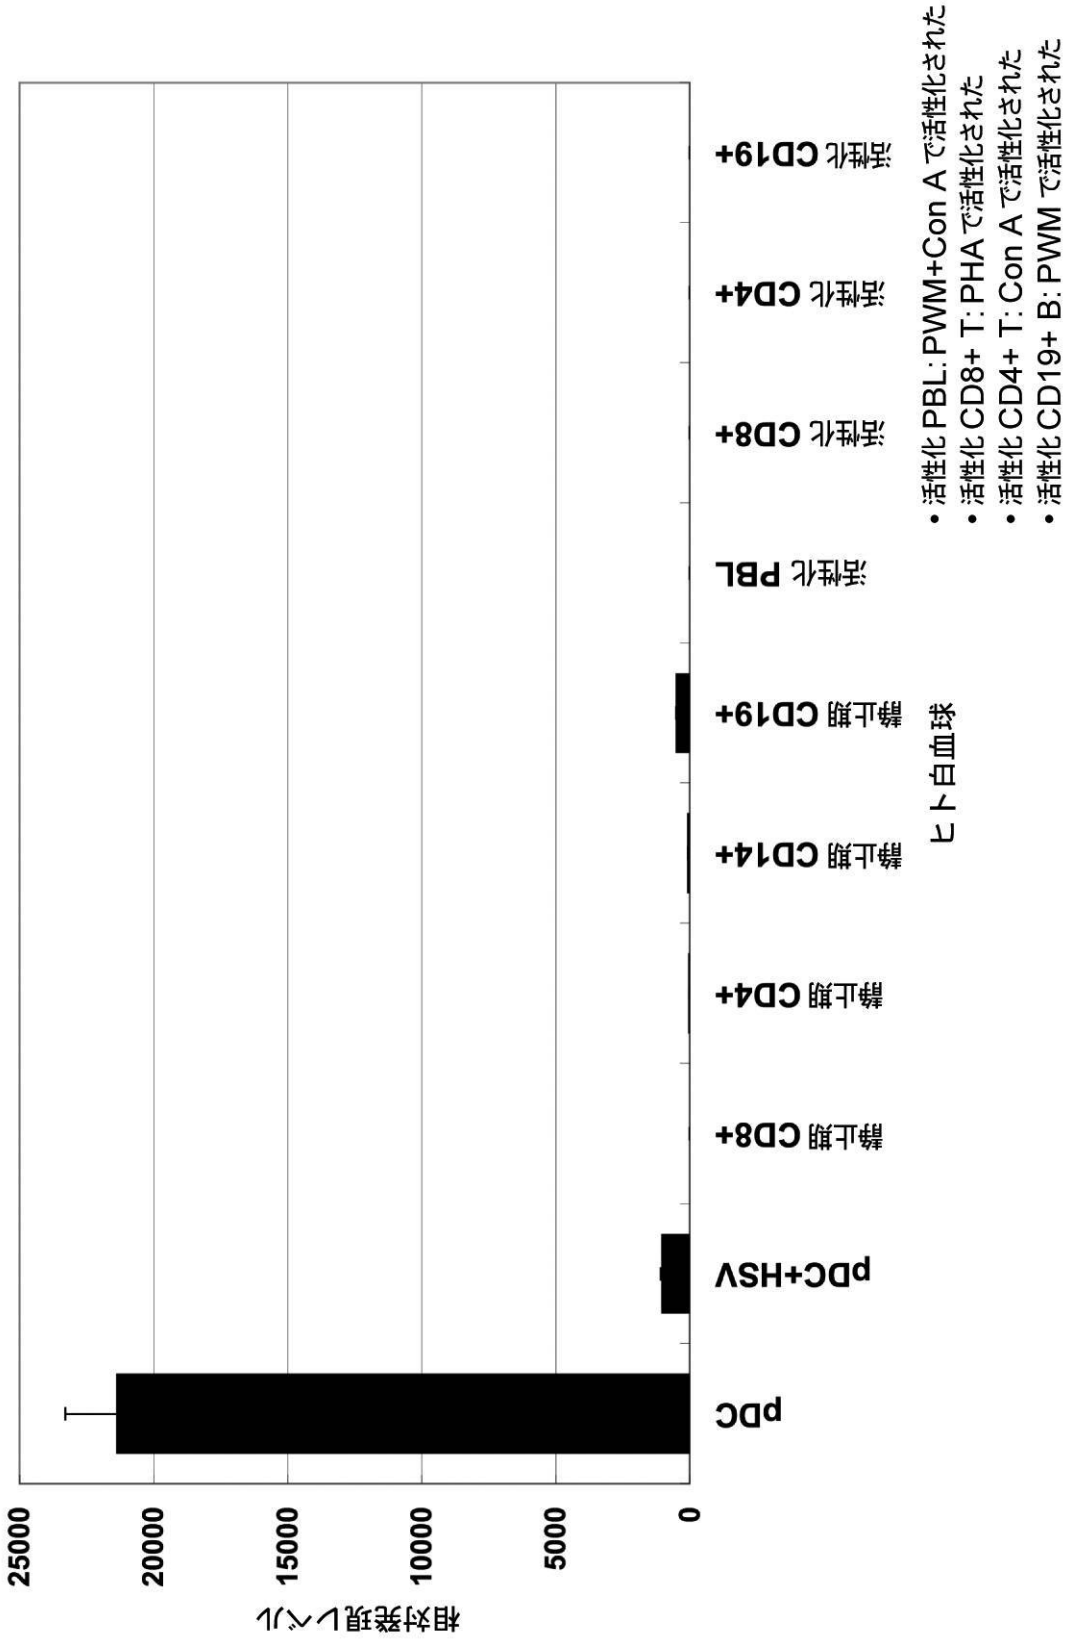 相対発現レベル
25000
20000
15000
10000
5000
0
pDC
pDC+HSV
静止期 CD8+
静止期 CD4+
静止期 CD14+
静止期 CD19+
活性化 PBL
活性化 CD8+
活性化 CD4+
活性化 CD19+
ヒト白血球
• 活性化 PBL: PWM+Con A で活性化された
• 活性化 CD8+ T: PHA で活性化された
• 活性化 CD4+ T: Con A で活性化された
• 活性化 CD19+ B: PWM で活性化された